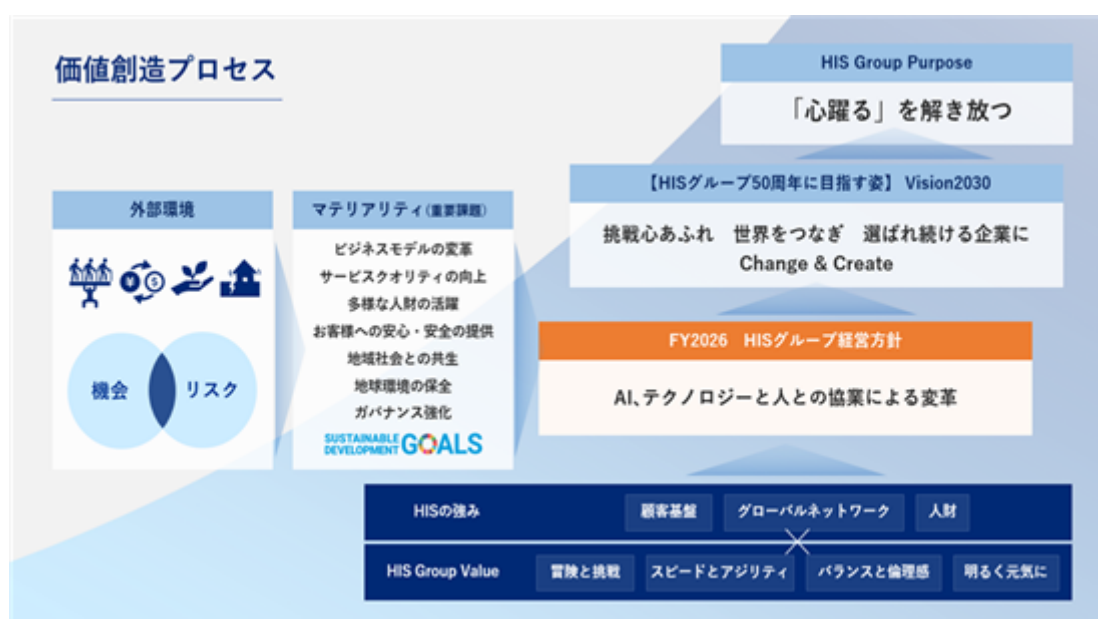 価値創造プロセス
HIS Group Purpose
「心躍る」を解き放つ
【HISグループ50周年に目指す姿】 Vision2030
挑戦心あふれ　世界をつなぎ　選ばれ続ける企業に
Change & Create
外部環境
¥
$
機会
リスク
マテリアリティ(重要課題)
ビジネスモデルの変革
サービスクオリティの向上
多様な人財の活躍
お客様への安心・安全の提供
地域社会との共生
地球環境の保全
ガバナンス強化
SUSTAINABLE
DEVELOPMENT GOALS
FY2026　HISグループ経営方針
AI、テクノロジーと人との協業による変革
HISの強み
顧客基盤
グローバルネットワーク
人財
HIS Group Value
冒険と挑戦
スピードとアジリティ
バランスと倫理感
明るく元気に